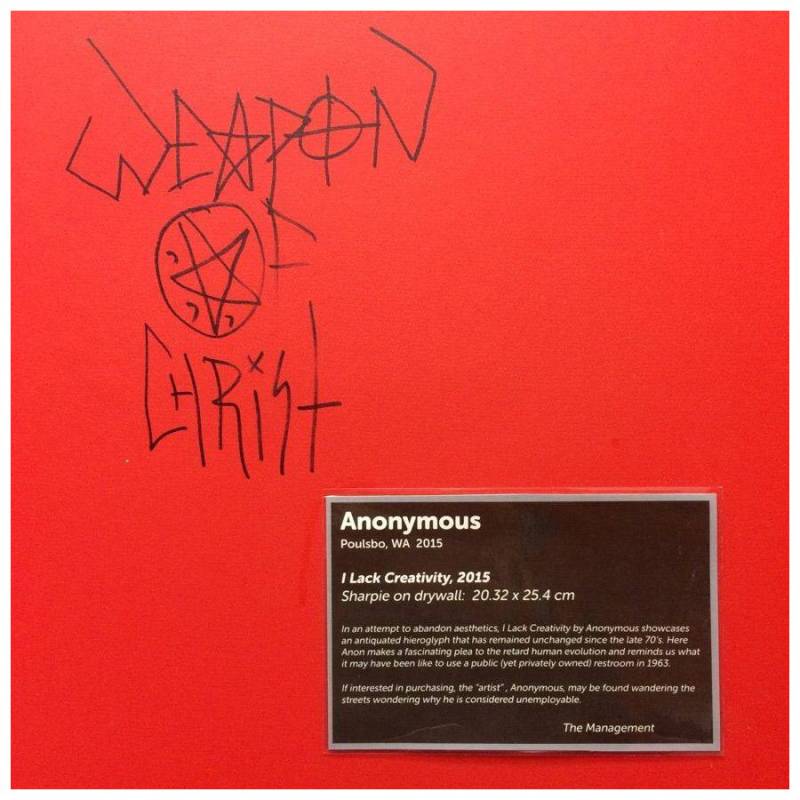 WEAPON
OF
CHRiST
Anonymous
Poulsbo, WA 2015
I Lack Creativity, 2015
Sharpie on drywall: 20.32 x 25.4 cm
In an attempt to abandon aesthetics, I Lack Creativity by Anonymous showcases
an antiquated hieroglyph that has remained unchanged since the late 70's. Here
Anon makes a fascinating plea to the retard human evolution and reminds us what
it may have been like to use a public (yet privately owned) restroom in 1963.
If interested in purchasing, the "artist" , Anonymous, may be found wandering the
streets wondering why he is considered unemployable.
The Management